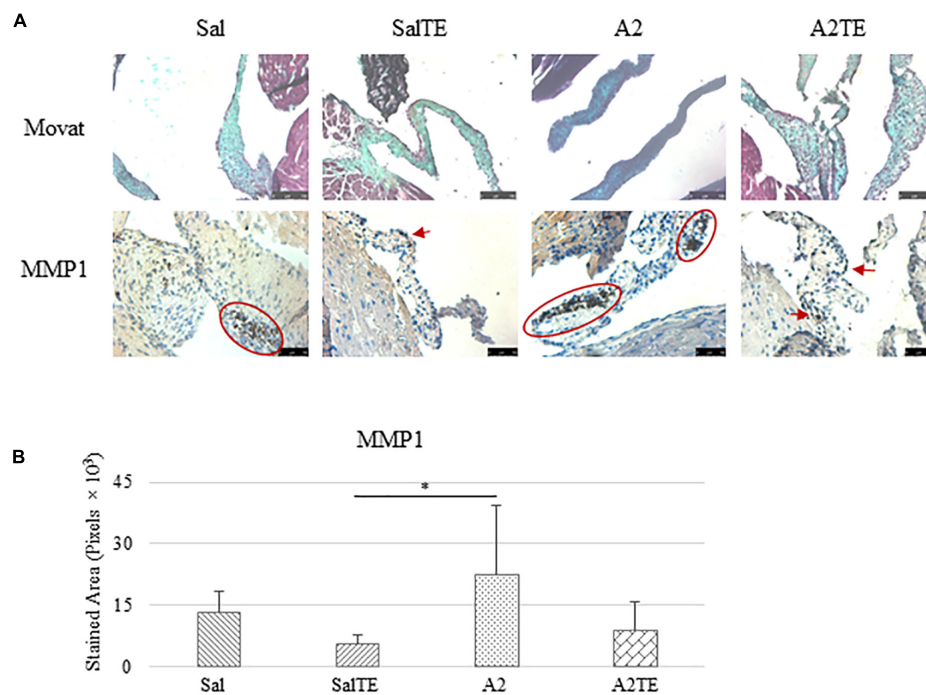 A
Sal SalTE A2 A2TE
Movat
MMP1
B
MMP1
Stained Area (Pixels × 10³)
45
30
15
0
*
Sal SalTE A2 A2TE